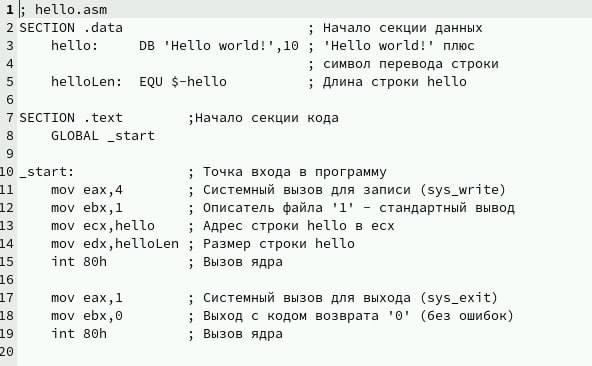 1 ; hello.asm
2 SECTION .data                       ; Начало секции данных
3     hello:     DB 'Hello world!',10 ; 'Hello world!' плюс
4                                     ; символ перевода строки
5     helloLen:  EQU $-hello          ; Длина строки hello
6
7 SECTION .text        ;Начало секции кода
8     GLOBAL _start
9
10 _start:              ; Точка входа в программу
11     mov eax,4        ; Системный вызов для записи (sys_write)
12     mov ebx,1        ; Описатель файла '1' - стандартный вывод
13     mov ecx,hello    ; Адрес строки hello в ecx
14     mov edx,helloLen ; Размер строки hello
15     int 80h          ; Вызов ядра
16
17     mov eax,1        ; Системный вызов для выхода (sys_exit)
18     mov ebx,0        ; Выход с кодом возврата '0' (без ошибок)
19     int 80h          ; Вызов ядра
20